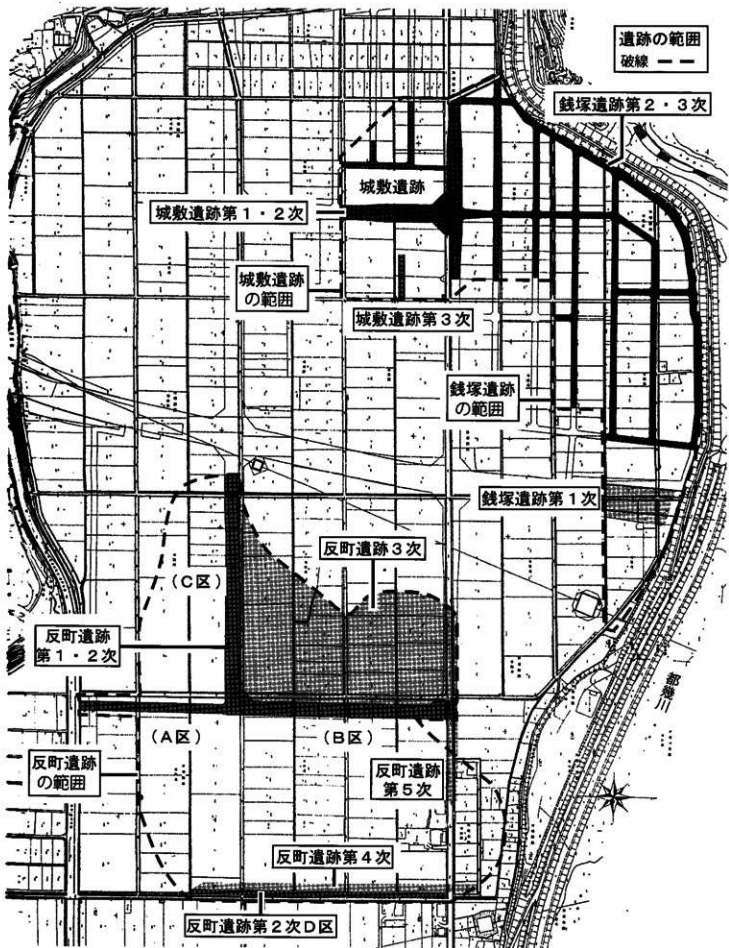 遺跡の範囲
破線
銭塚遺跡第2・3次
城敷遺跡
城敷遺跡第1・2次
城敷遺跡
の範囲
城敷遺跡第3次
銭塚遺跡
の範囲
銭塚遺跡第1次
反町遺跡3次
(C区)
反町遺跡
第1・2次
都幾川
(A区)
(B区)
反町遺跡
の範囲
反町遺跡
第5次
反町遺跡第4次
反町遺跡第2次D区